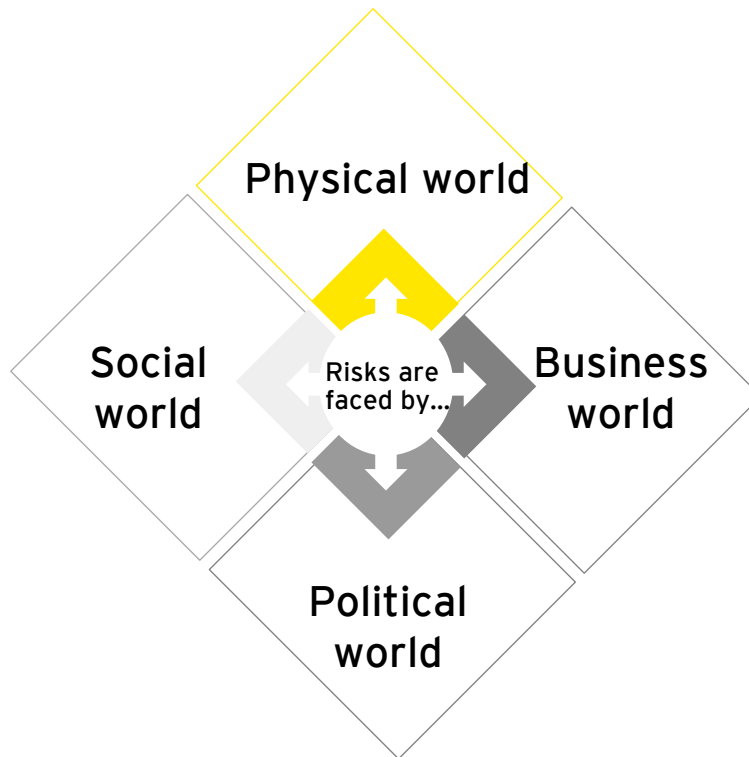 Physical world
Social
world
Risks are
faced by...
Business
world
Political
world